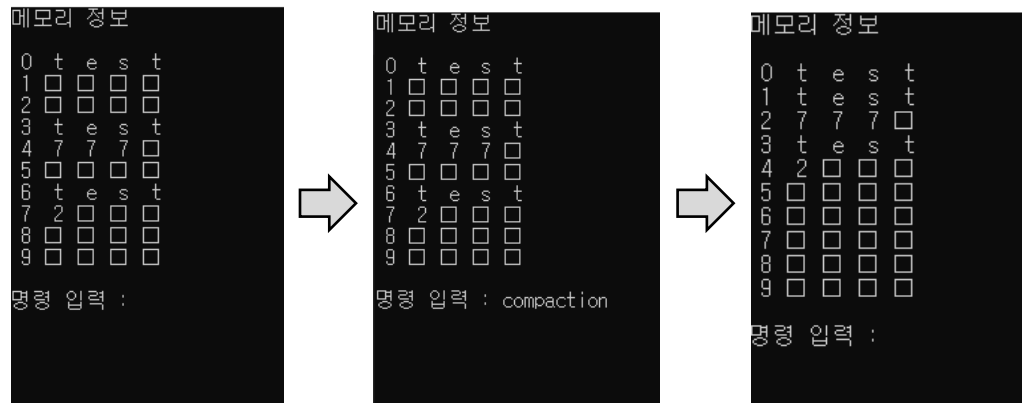 메모리 정보
0 t e s t
1 □ □ □ □
2 □ □ □ □
3 t e s t
4 7 7 7 □
5 □ □ □ □
6 t e s t
7 2 □ □ □
8 □ □ □ □
9 □ □ □ □
명령 입력 :
메모리 정보
0 t e s t
1 □ □ □ □
2 □ □ □ □
3 t e s t
4 7 7 7 □
5 □ □ □ □
6 t e s t
7 2 □ □ □
8 □ □ □ □
9 □ □ □ □
명령 입력 : compaction
메모리 정보
0 t e s t
1 t e s t
2 7 7 7 □
3 t e s t
4 2 □ □ □
5 □ □ □ □
6 □ □ □ □
7 □ □ □ □
8 □ □ □ □
9 □ □ □ □
명령 입력 :